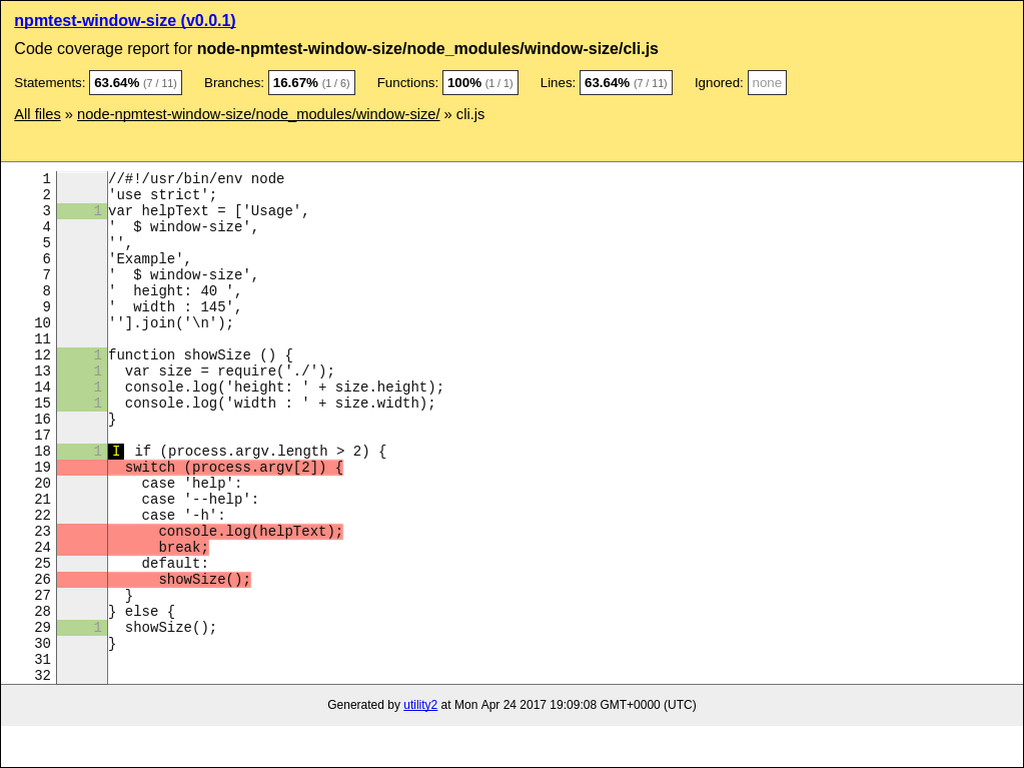 npmtest-window-size (v0.0.1)
Code coverage report for node-npmtest-window-size/node_modules/window-size/cli.js
Statements: 63.64% (7 / 11) Branches: 16.67% (1 / 6) Functions: 100% (1 / 1) Lines: 63.64% (7 / 11) Ignored: none
All files » node-npmtest-window-size/node_modules/window-size/ » cli.js
1 //#!/usr/bin/env node
2 'use strict';
3 1 var helpText = ['Usage',
4 '  $ window-size',
5 '',
6 'Example',
7 '  $ window-size',
8 '  height: 40 ',
9 '  width : 145',
10 ''].join('\n');
11
12 1 function showSize () {
13 1   var size = require('./');
14 1   console.log('height: ' + size.height);
15 1   console.log('width : ' + size.width);
16 }
17
18 1 I if (process.argv.length > 2) {
19   switch (process.argv[2]) {
20     case 'help':
21     case '--help':
22     case '-h':
23       console.log(helpText);
24       break;
25     default:
26       showSize();
27   }
28 } else {
29 1   showSize();
30 }
31
32
Generated by utility2 at Mon Apr 24 2017 19:09:08 GMT+0000 (UTC)